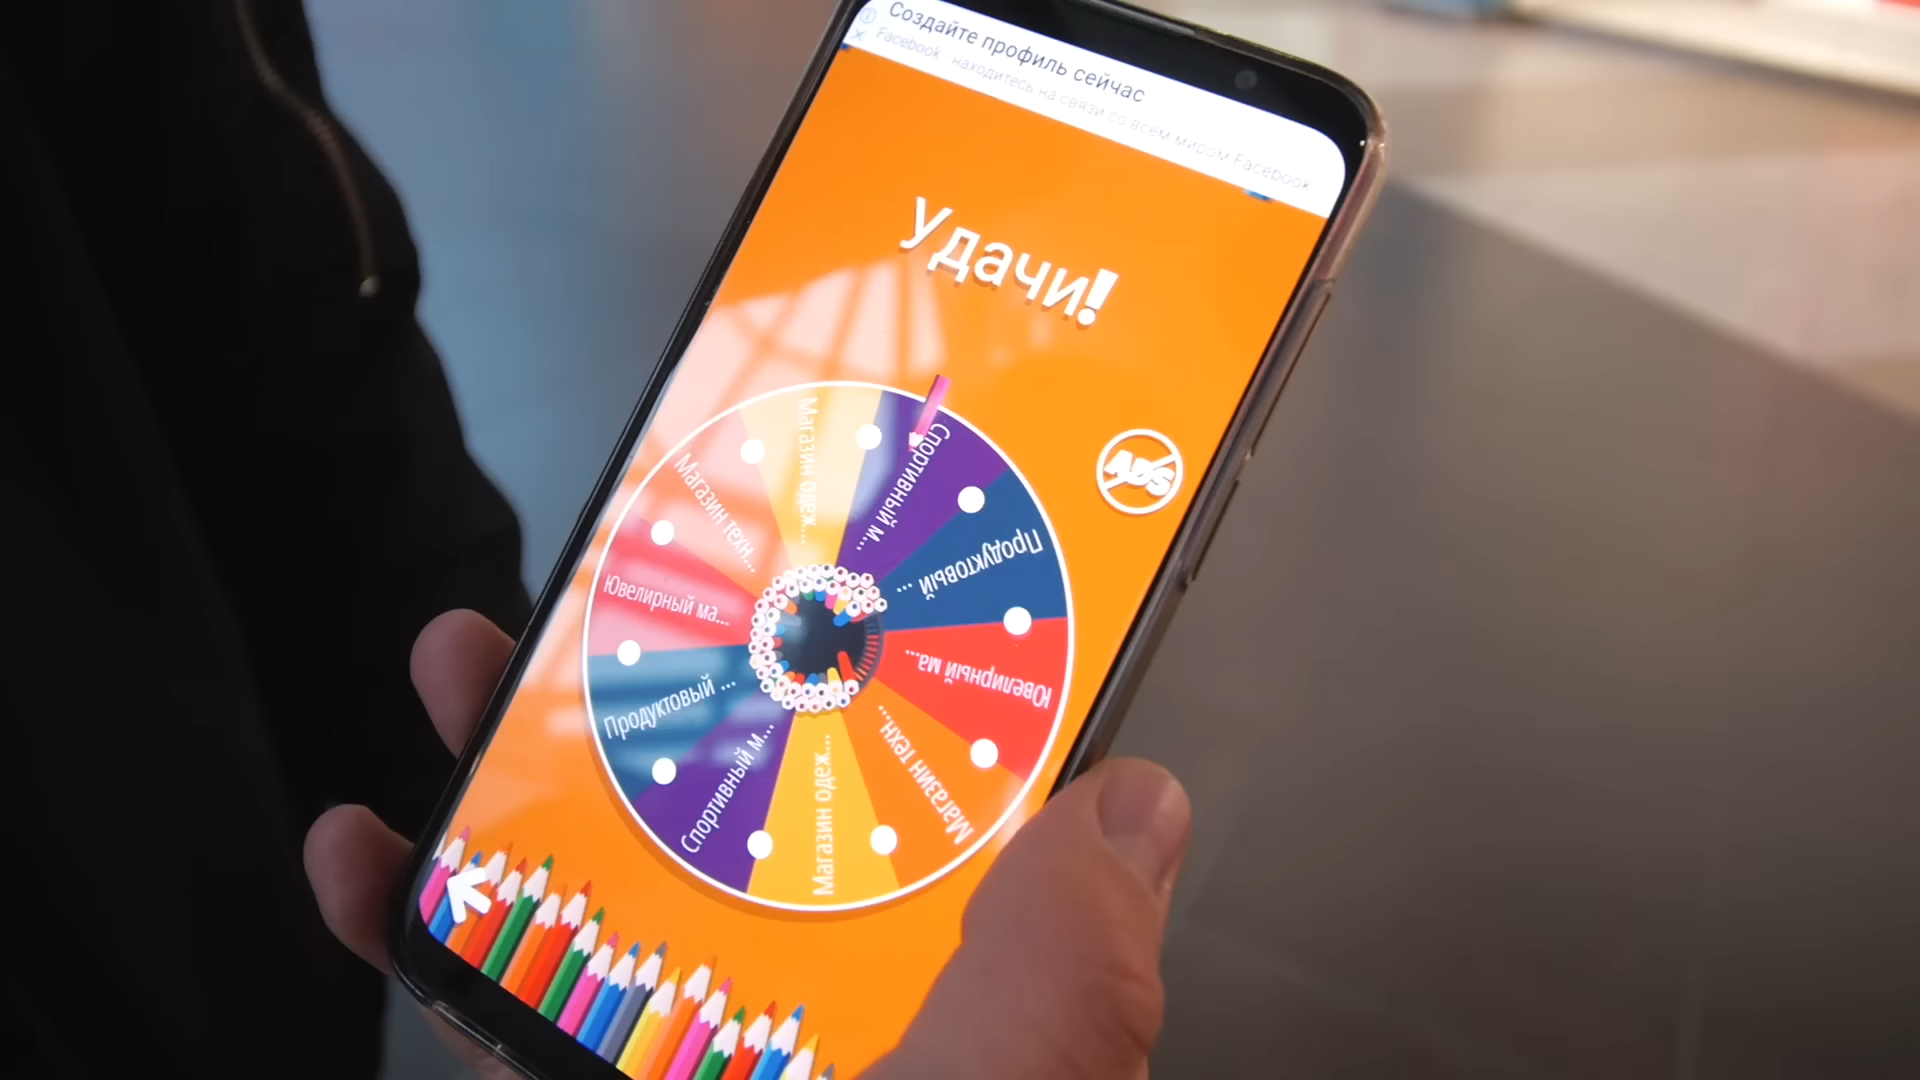 Создайте профиль сейчас
Facebook - находитесь на связи со всем миром Facebook
Удачи!
ADS
Магазин одеж...
Спортивный м...
Продуктовый ...
Ювелирный ма...
Магазин техн...
Магазин одеж...
Спортивный м...
Продуктовый ...
Ювелирный ма...
Магазин техн...